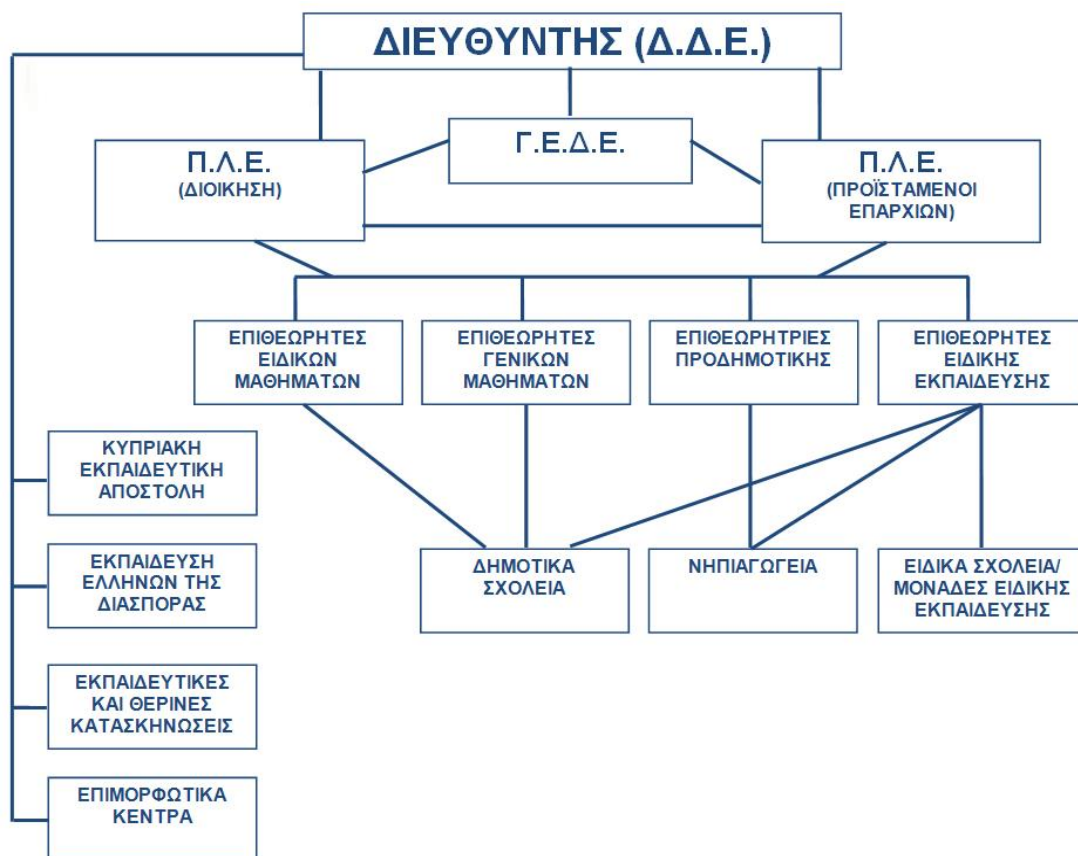 ΔΙΕΥΘΥΝΤΗΣ (Δ.Δ.Ε.)
Γ.Ε.Δ.Ε.
Π.Λ.Ε.
(ΔΙΟΙΚΗΣΗ)
Π.Λ.Ε.
(ΠΡΟΪΣΤΑΜΕΝΟΙ
ΕΠΑΡΧΙΩΝ)
ΕΠΙΘΕΩΡΗΤΕΣ
ΕΙΔΙΚΩΝ
ΜΑΘΗΜΑΤΩΝ
ΕΠΙΘΕΩΡΗΤΕΣ
ΓΕΝΙΚΩΝ
ΜΑΘΗΜΑΤΩΝ
ΕΠΙΘΕΩΡΗΤΡΙΕΣ
ΠΡΟΔΗΜΟΤΙΚΗΣ
ΕΠΙΘΕΩΡΗΤΕΣ
ΕΙΔΙΚΗΣ
ΕΚΠΑΙΔΕΥΣΗΣ
ΚΥΠΡΙΑΚΗ
ΕΚΠΑΙΔΕΥΤΙΚΗ
ΑΠΟΣΤΟΛΗ
ΕΚΠΑΙΔΕΥΣΗ
ΕΛΛΗΝΩΝ ΤΗΣ
ΔΙΑΣΠΟΡΑΣ
ΔΗΜΟΤΙΚΑ
ΣΧΟΛΕΙΑ
ΝΗΠΙΑΓΩΓΕΙΑ
ΕΙΔΙΚΑ ΣΧΟΛΕΙΑ/
ΜΟΝΑΔΕΣ ΕΙΔΙΚΗΣ
ΕΚΠΑΙΔΕΥΣΗΣ
ΕΚΠΑΙΔΕΥΤΙΚΕΣ
ΚΑΙ ΘΕΡΙΝΕΣ
ΚΑΤΑΣΚΗΝΩΣΕΙΣ
ΕΠΙΜΟΡΦΩΤΙΚΑ
ΚΕΝΤΡΑ